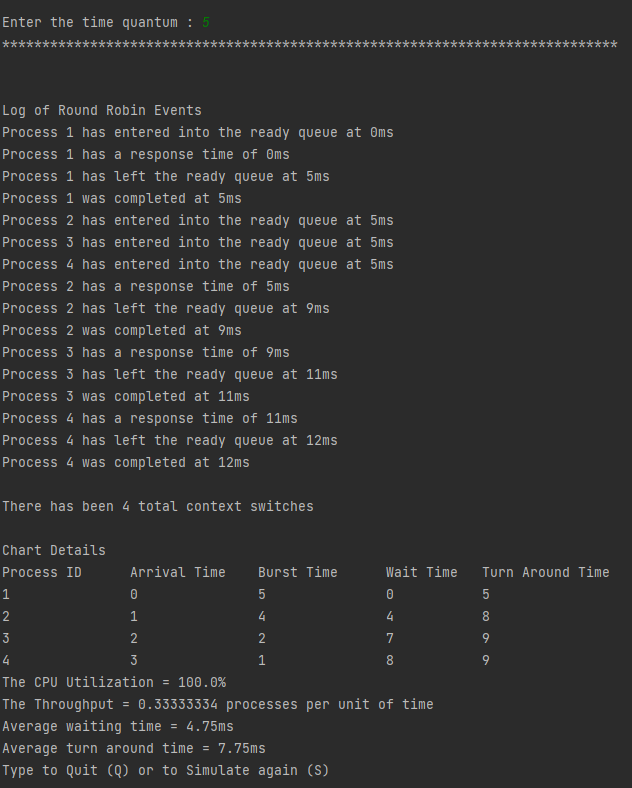 Enter the time quantum : 5
*****************************************************************************
Log of Round Robin Events
Process 1 has entered into the ready queue at 0ms
Process 1 has a response time of 0ms
Process 1 has left the ready queue at 5ms
Process 1 was completed at 5ms
Process 2 has entered into the ready queue at 5ms
Process 3 has entered into the ready queue at 5ms
Process 4 has entered into the ready queue at 5ms
Process 2 has a response time of 5ms
Process 2 has left the ready queue at 9ms
Process 2 was completed at 9ms
Process 3 has a response time of 9ms
Process 3 has left the ready queue at 11ms
Process 3 was completed at 11ms
Process 4 has a response time of 11ms
Process 4 has left the ready queue at 12ms
Process 4 was completed at 12ms
There has been 4 total context switches
Chart Details
Process ID      Arrival Time    Burst Time      Wait Time   Turn Around Time
1               0               5               0           5
2               1               4               4           8
3               2               2               7           9
4               3               1               8           9
The CPU Utilization = 100.0%
The Throughput = 0.33333334 processes per unit of time
Average waiting time = 4.75ms
Average turn around time = 7.75ms
Type to Quit (Q) or to Simulate again (S)